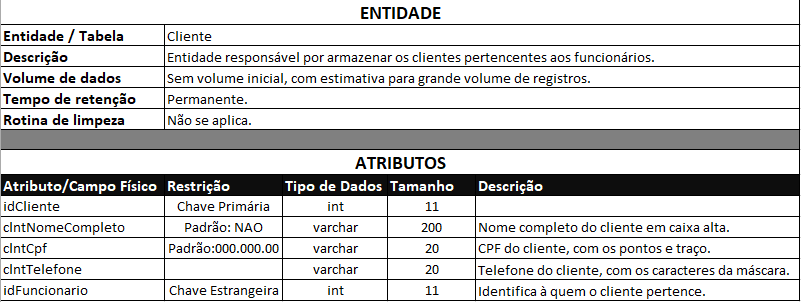 ENTIDADE
Entidade / Tabela Cliente
Descrição Entidade responsável por armazenar os clientes pertencentes aos funcionários.
Volume de dados Sem volume inicial, com estimativa para grande volume de registros.
Tempo de retenção Permanente.
Rotina de limpeza Não se aplica.
ATRIBUTOS
Atributo/Campo Físico Restrição Tipo de Dados Tamanho Descrição
idCliente Chave Primária int 11
clntNomeCompleto Padrão: NAO varchar 200 Nome completo do cliente em caixa alta.
clntCpf Padrão:000.000.00 varchar 20 CPF do cliente, com os pontos e traço.
clntTelefone varchar 20 Telefone do cliente, com os caracteres da máscara.
idFuncionario Chave Estrangeira int 11 Identifica à quem o cliente pertence.